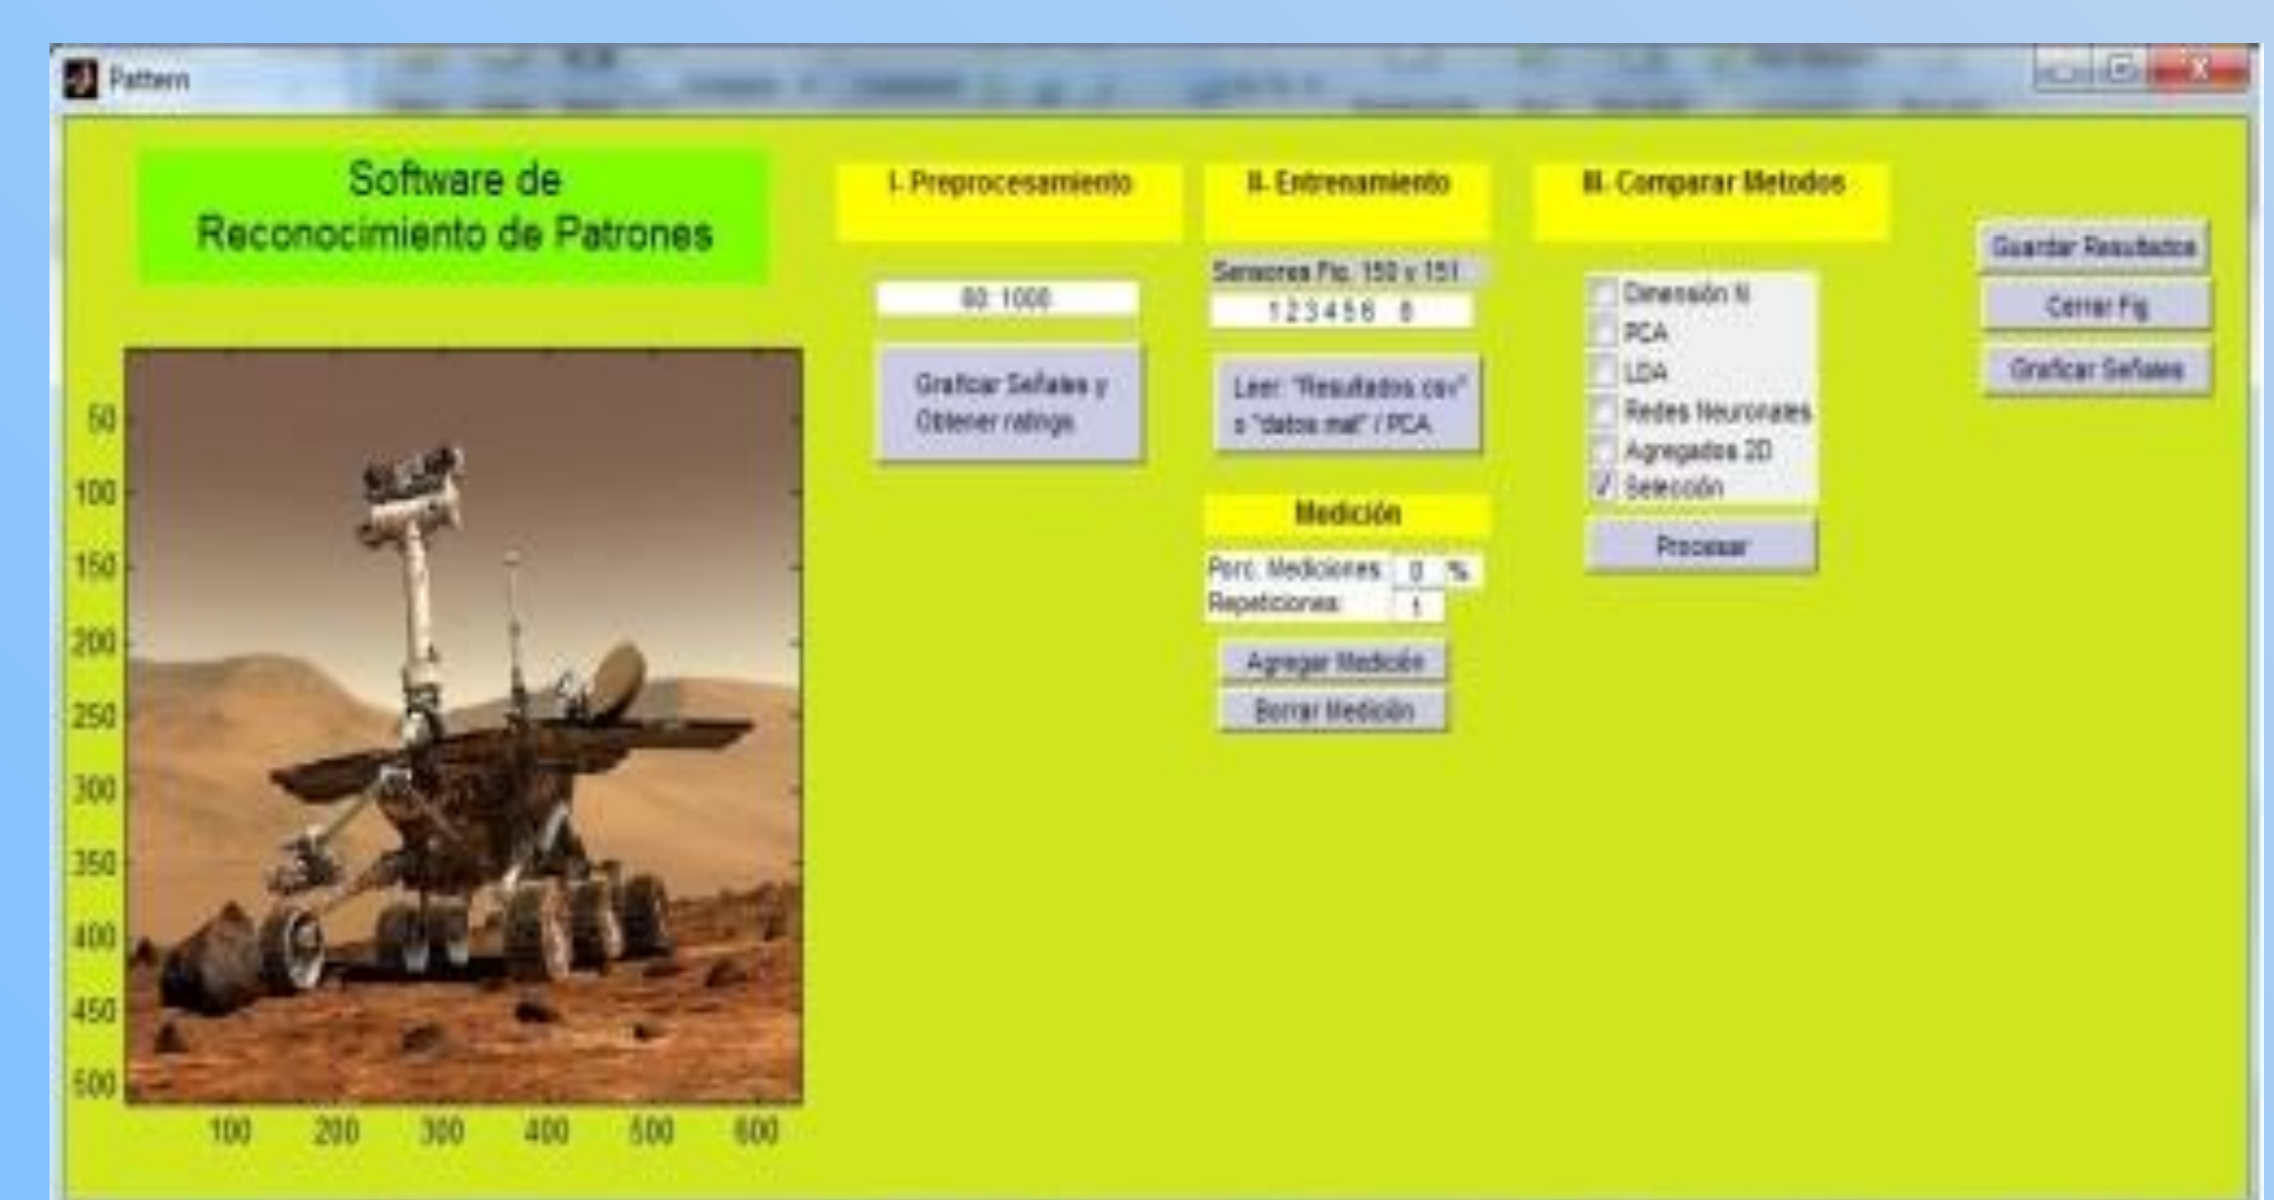 Pattern
Software de
Reconocimiento de Patrones
I- Preprocesamiento
II- Entrenamiento
III- Comparar Metodos
60 1000
Graficar Señales y
Obtener ratings
Sensores Fig. 150 y 151
1 2 3 4 5 6 8
Leer: "Resultados.csv"
o "datos.mat" / PCA
Medición
Porc. Mediciones: 0 %
Repeticiones: 1
Agregar Medición
Borrar Medición
Dimensión N
PCA
LDA
Redes Neuronales
Agregados 2D
Selección
Procesar
Guardar Resultados
Cerrar Fig
Graficar Señales
50
100
150
200
250
300
350
400
450
500
100 200 300 400 500 600